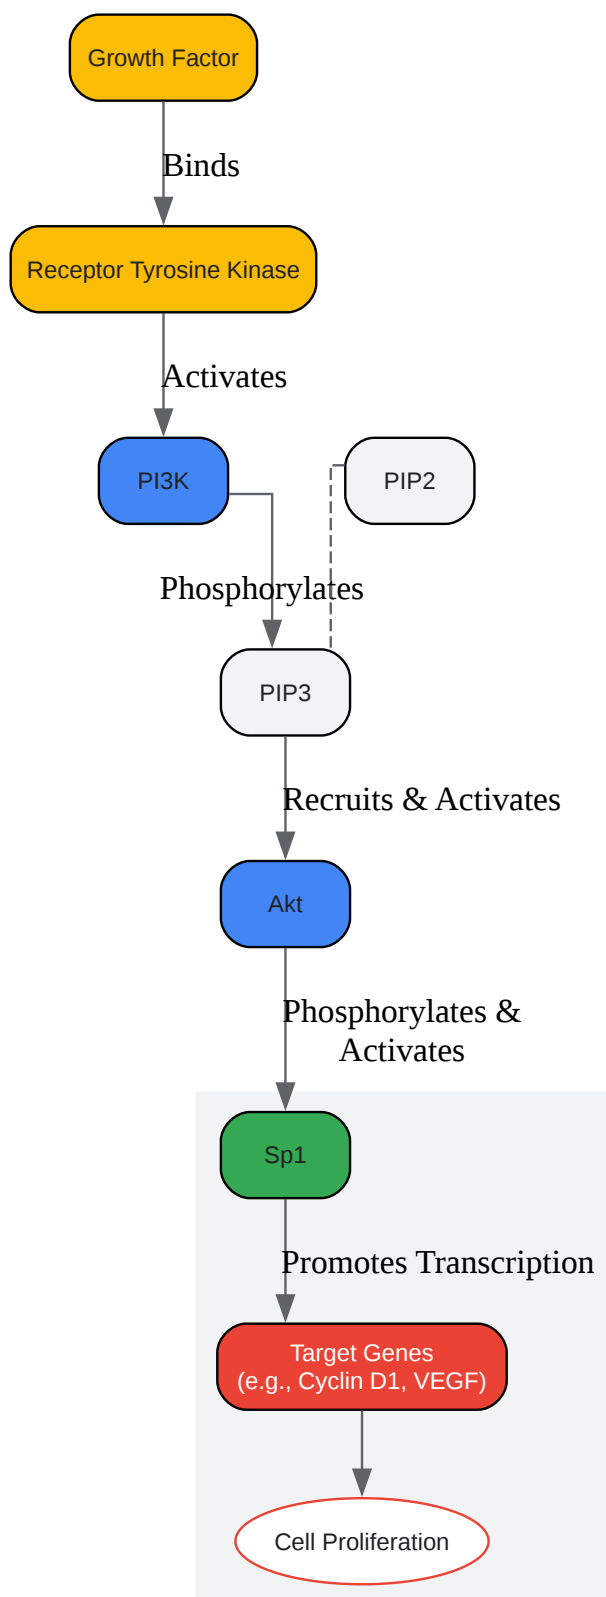 Growth Factor
Binds
Receptor Tyrosine Kinase
Activates
PI3K
PIP2
Phosphorylates
PIP3
Recruits & Activates
Akt
Phosphorylates &
Activates
Sp1
Promotes Transcription
Target Genes
(e.g., Cyclin D1, VEGF)
Cell Proliferation